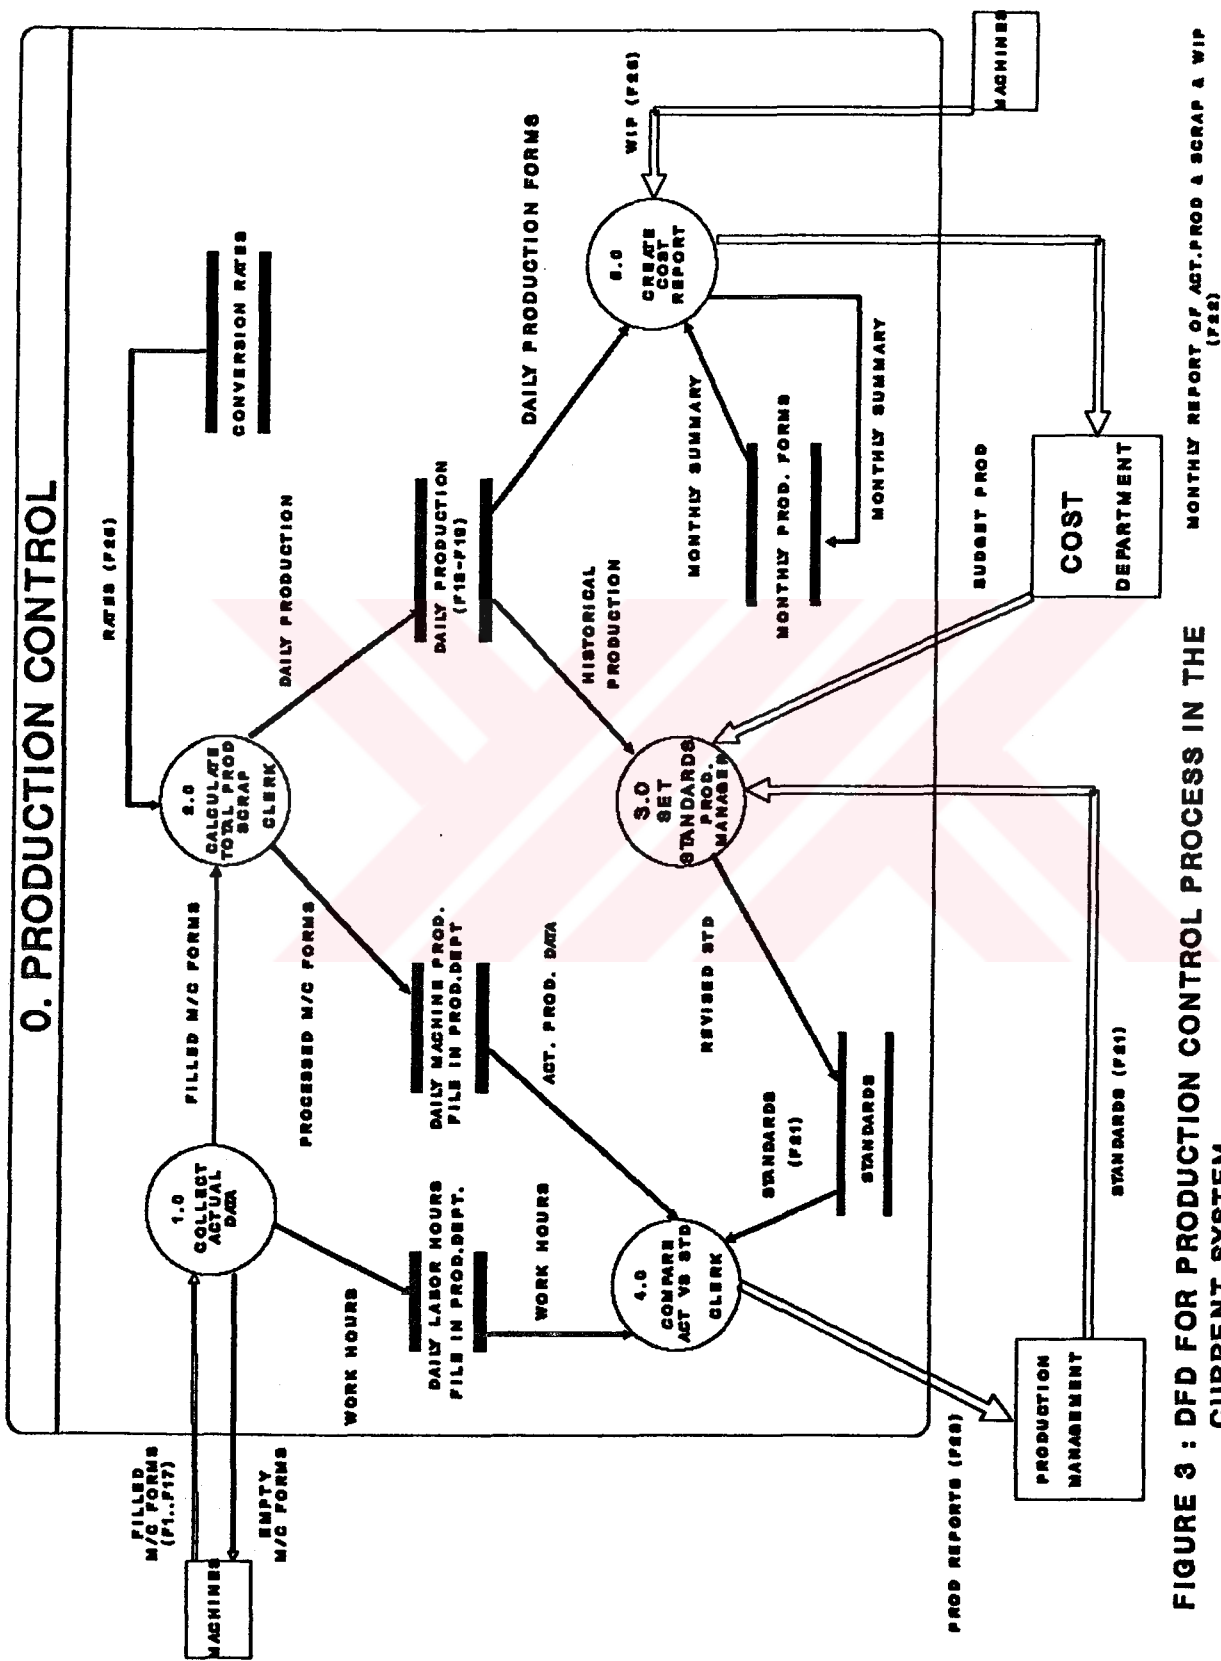 0. PRODUCTION CONTROL
RATES (F26)
CONVERSION RATES
FILLED
M/C FORMS
(F1..F17)
MACHINES
EMPTY
M/C FORMS
1.0
COLLECT
ACTUAL
DATA
FILLED M/C FORMS
2.0
CALCULATE
TOTAL PROD
SCRAP
CLERK
DAILY PRODUCTION
PROCESSED M/C FORMS
WORK HOURS
DAILY LABOR HOURS
FILE IN PROD.DEPT.
DAILY MACHINE PROD.
FILE IN PROD.DEPT
DAILY PRODUCTION
(F18-F19)
DAILY PRODUCTION FORMS
WORK HOURS
ACT. PROD. DATA
HISTORICAL
PRODUCTION
WIP (F25)
MACHINES
4.0
COMPARE
ACT VS STD
CLERK
3.0
SET
STANDARDS
PROD.
MANAGER
CREATE
COST
REPORT
MONTHLY SUMMARY
MONTHLY PROD. FORMS
MONTHLY SUMMARY
REVISED STD
STANDARDS
(F21)
STANDARDS
BUDGET PROD
PROD REPORTS (F23)
PRODUCTION
MANAGEMENT
STANDARDS (F21)
COST
DEPARTMENT
MONTHLY REPORT OF ACT.PROD & SCRAP & WIP
(F22)
FIGURE 3 : DFD FOR PRODUCTION CONTROL PROCESS IN THE
CURRENT SYSTEM